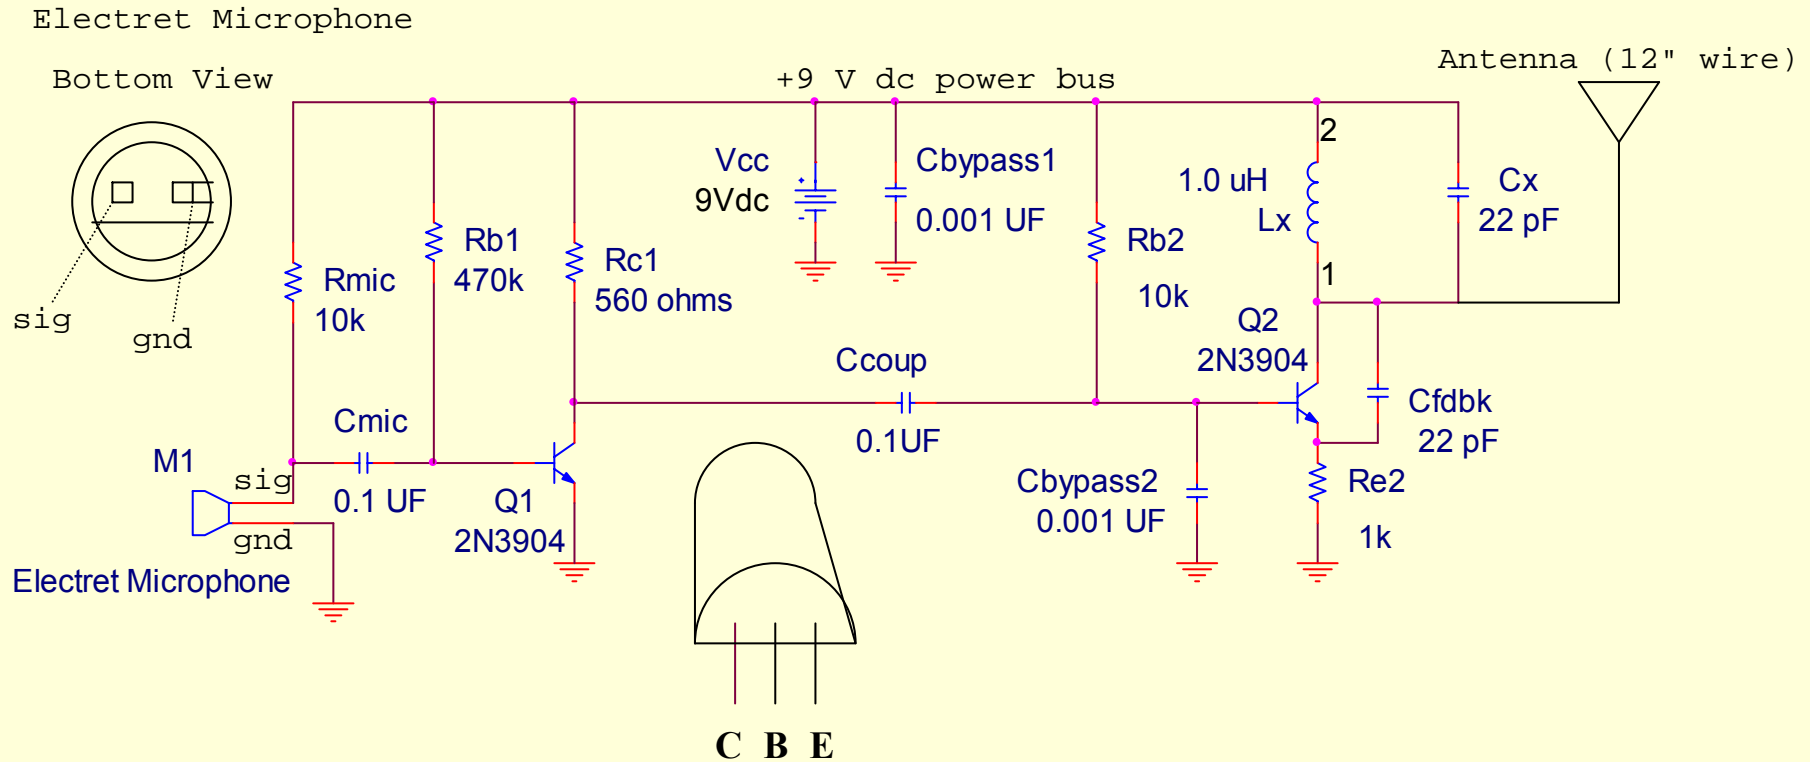 Electret Microphone
Bottom View
sig
gnd
+9 V dc power bus
Antenna (12" wire)
Rmic
10k
Rb1
470k
Rc1
560 ohms
Vcc
9Vdc
Cbypass1
0.001 UF
Rb2
10k
2
1.0 uH
Lx
1
Cx
22 pF
Q2
2N3904
Cfdbk
22 pF
Ccoup
0.1UF
Cmic
0.1 UF
M1
sig
gnd
Electret Microphone
Q1
2N3904
Cbypass2
0.001 UF
Re2
1k
C B E